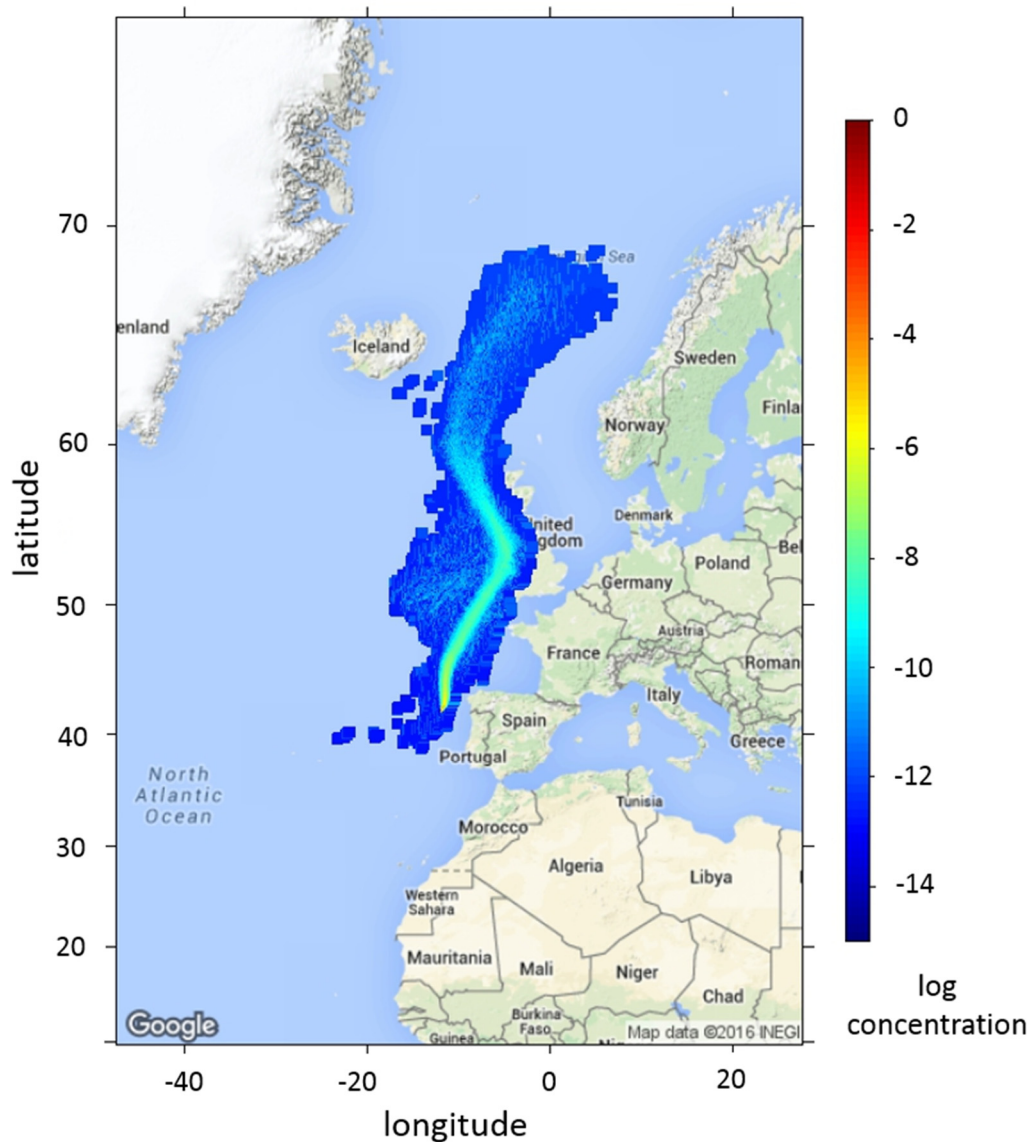 70
60
50
40
30
20
-40
-20
0
20
latitude
longitude
0
-2
-4
-6
-8
-10
-12
-14
log
concentration
enland
Iceland
Sea
Sweden
Finla
Norway
Denmark
nited
gdom
Poland
Bel
Germany
Austria
France
Roman
Italy
Spain
Greece
Portugal
North
Atlantic
Ocean
Tunisia
Morocco
Algeria
Libya
Western
Sahara
Mauritania
Mali
Niger
Chad
Burkina
Faso
Guinea
Google
Map data ©2016 INEGI